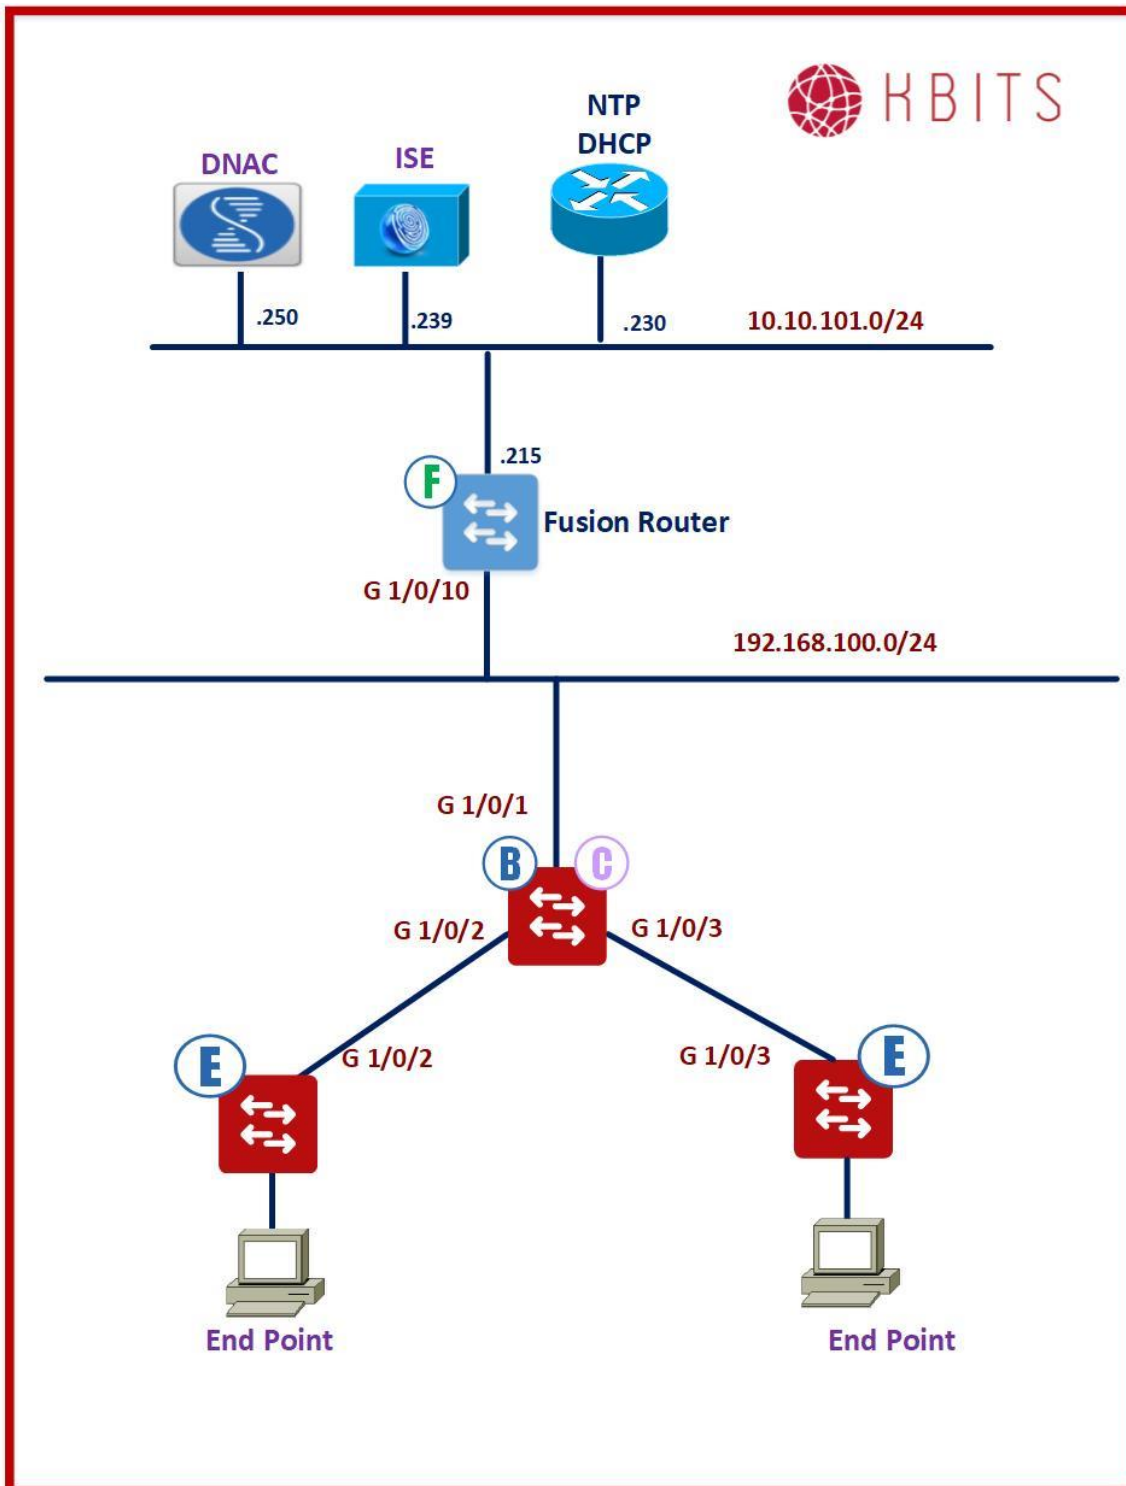 KBITS
NTP
DHCP
ISE
DNAC
.250
.239
.230
10.10.101.0/24
.215
F
Fusion Router
G 1/0/10
192.168.100.0/24
G 1/0/1
B
C
G 1/0/2
G 1/0/3
E
G 1/0/2
G 1/0/3
E
End Point
End Point